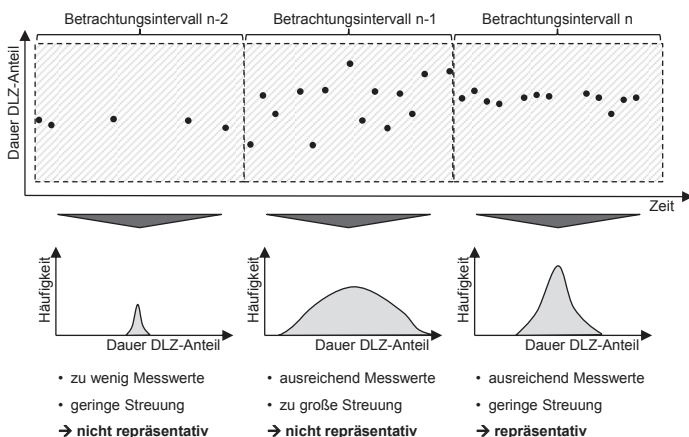 Betrachtungsintervall n-2
Betrachtungsintervall n-1
Betrachtungsintervall n
Dauer DLZ-Anteil
Zeit
Häufigkeit
Dauer DLZ-Anteil
Häufigkeit
Dauer DLZ-Anteil
Häufigkeit
Dauer DLZ-Anteil
• zu wenig Messwerte
• geringe Streuung
→ nicht repräsentativ
• ausreichend Messwerte
• zu große Streuung
→ nicht repräsentativ
• ausreichend Messwerte
• geringe Streuung
→ repräsentativ